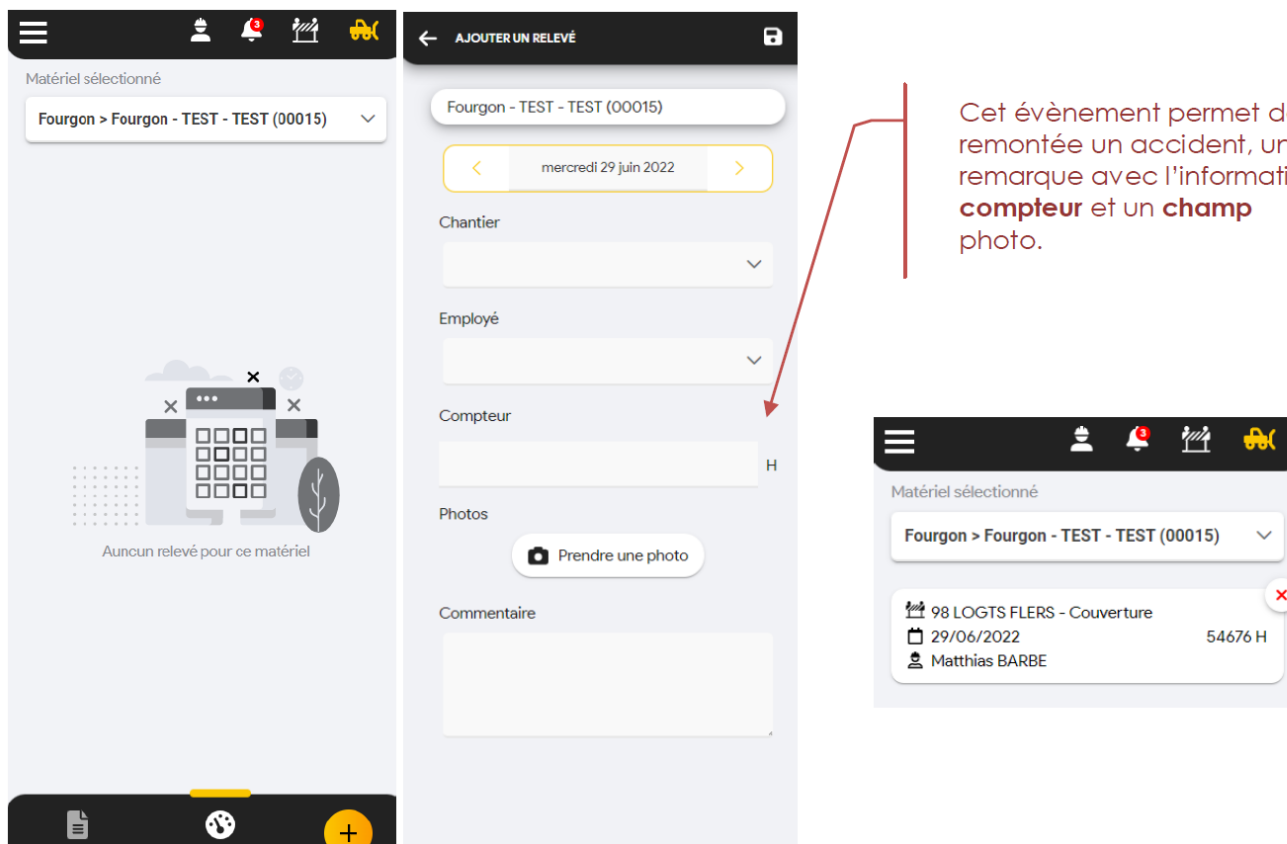 3
Matériel sélectionné
Fourgon > Fourgon - TEST - TEST (00015)
Auncun relevé pour ce matériel
AJOUTER UN RELEVÉ
Fourgon - TEST - TEST (00015)
mercredi 29 juin 2022
Chantier
Employé
Compteur
H
Photos
Prendre une photo
Commentaire
Cet évènement permet d
remontée un accident, un
remarque avec l'informati
compteur et un champ
photo.
3
Matériel sélectionné
Fourgon > Fourgon - TEST - TEST (00015)
98 LOGTS FLERS - Couverture
29/06/2022 54676 H
Matthias BARBE